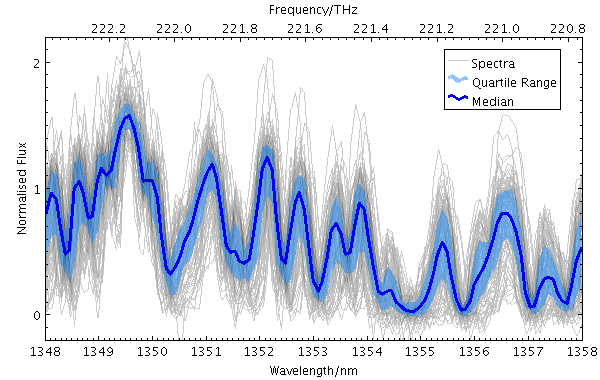 Frequency/THz
222.2 222.0 221.8 221.6 221.4 221.2 221.0 220.8
Spectra
Quartile Range
Median
Normalised Flux
2
1
0
1348 1349 1350 1351 1352 1353 1354 1355 1356 1357 1358
Wavelength/nm